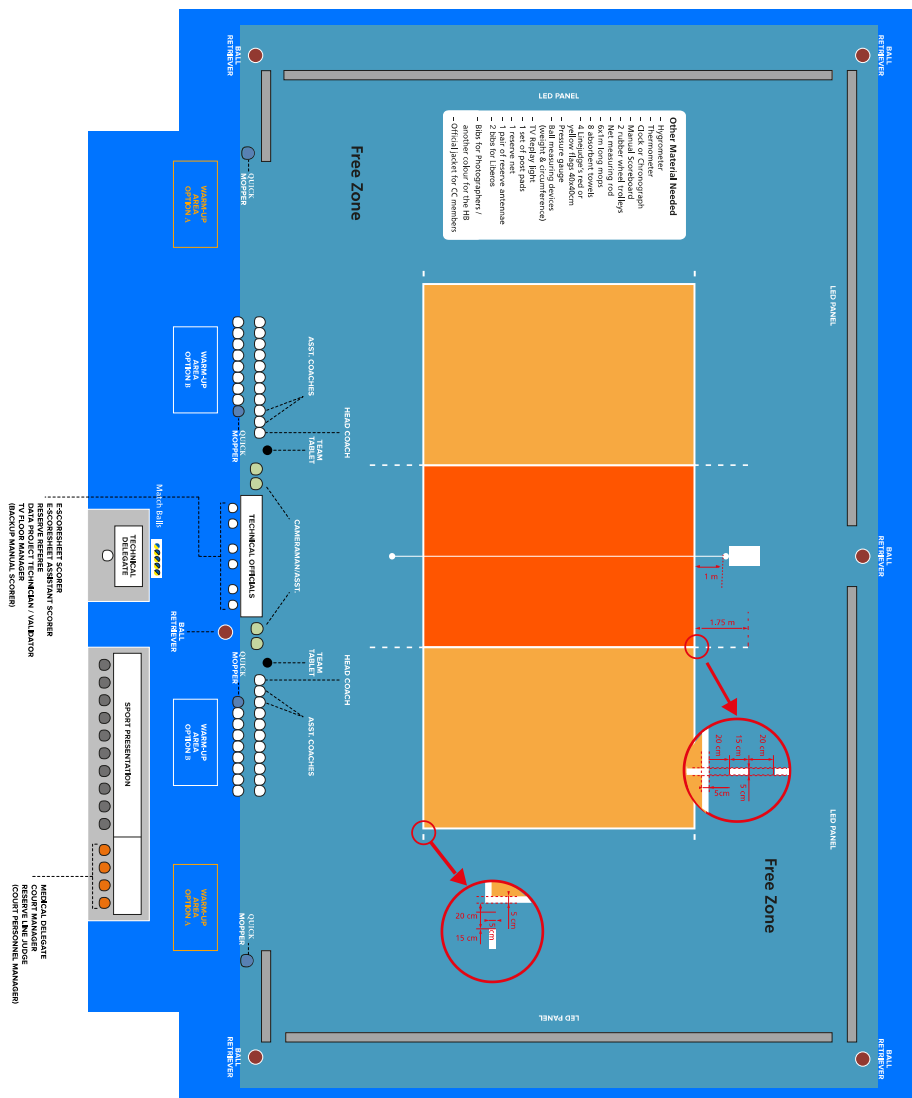 BALL
RETRIEVER
BALL
RETRIEVER
LED PANEL
Other Material Needed
– Hygrometer
– Thermometer
– Clock or Chronograph
– Manual Scoreboard
– 2 rubber wheel trolleys
– Net measuring rod
– 6x1m long mops
– 8 absorbent towels
– 4 Linejudge's red or
yellow flags 40x40cm
– Pressure gauge
– Ball measuring devices
(weight & circumference)
– TV Replay light
– 1 set of post pads
– 1 reserve net
– 1 pair of reserve antennae
– 2 bibs for Liberos
– Bibs for Photographers /
another colour for the HB
– Official jacket for CC members
Free Zone
QUICK
MOPPER
WARM-UP
AREA
OPTION A
LED PANEL
WARM-UP
AREA
OPTION B
ASST. COACHES
HEAD COACH
QUICK
MOPPER
TEAM
TABLET
Match Balls
TECHNICAL
DELEGATE
TECHNICAL OFFICIALS
CAMERAMAN/ASST.
BALL
RETRIEVER
1 m
E-SCORESHEET SCORER
E-SCORESHEET ASSISTANT SCORER
RESERVE REFEREE
DATA PROJECT TECHNICIAN / VALIDATOR
TV FLOOR MANAGER
(BACKUP MANUAL SCORER)
BALL
RETRIEVER
1.75 m
QUICK
MOPPER
TEAM
TABLET
HEAD COACH
ASST. COACHES
SPORT PRESENTATION
WARM-UP
AREA
OPTION B
20 cm
15 cm
20 cm
5 cm
5cm
LED PANEL
Free Zone
WARM-UP
AREA
OPTION A
QUICK
MOPPER
5 cm
20 cm
5 cm
15 cm
MEDICAL DELEGATE
COURT MANAGER
RESERVE LINE JUDGE
(COURT PERSONNEL MANAGER)
LED PANEL
BALL
RETRIEVER
BALL
RETRIEVER